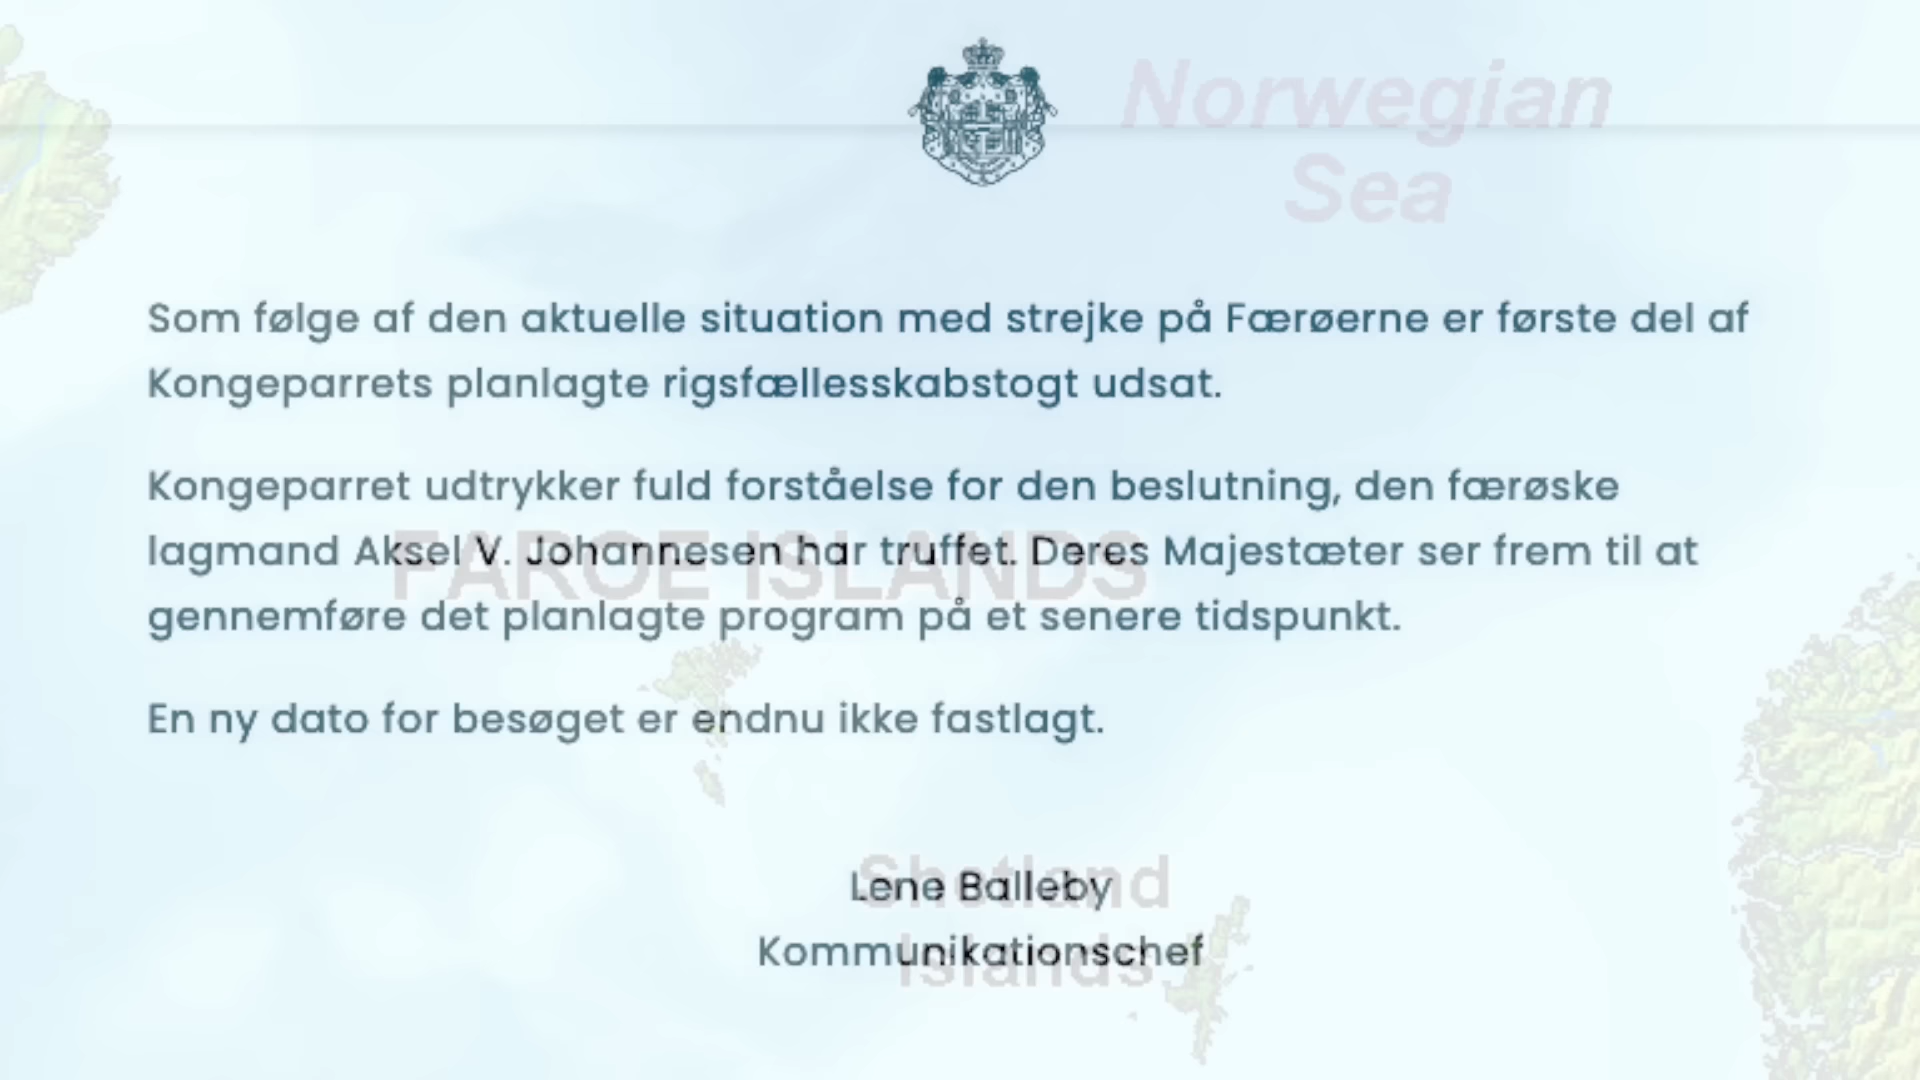 Norwegian
Sea
Som følge af den aktuelle situation med strejke på Færøerne er første del af
Kongeparrets planlagte rigsfællesskabstogt udsat.
Kongeparret udtrykker fuld forståelse for den beslutning, den færøske
lagmand Aksel V. Johannesen har truffet. Deres Majestæter ser frem til at
FAROE ISLANDS
gennemføre det planlagte program på et senere tidspunkt.
En ny dato for besøget er endnu ikke fastlagt.
Shetland
Lene Balleby
Kommunikationschef
Islands